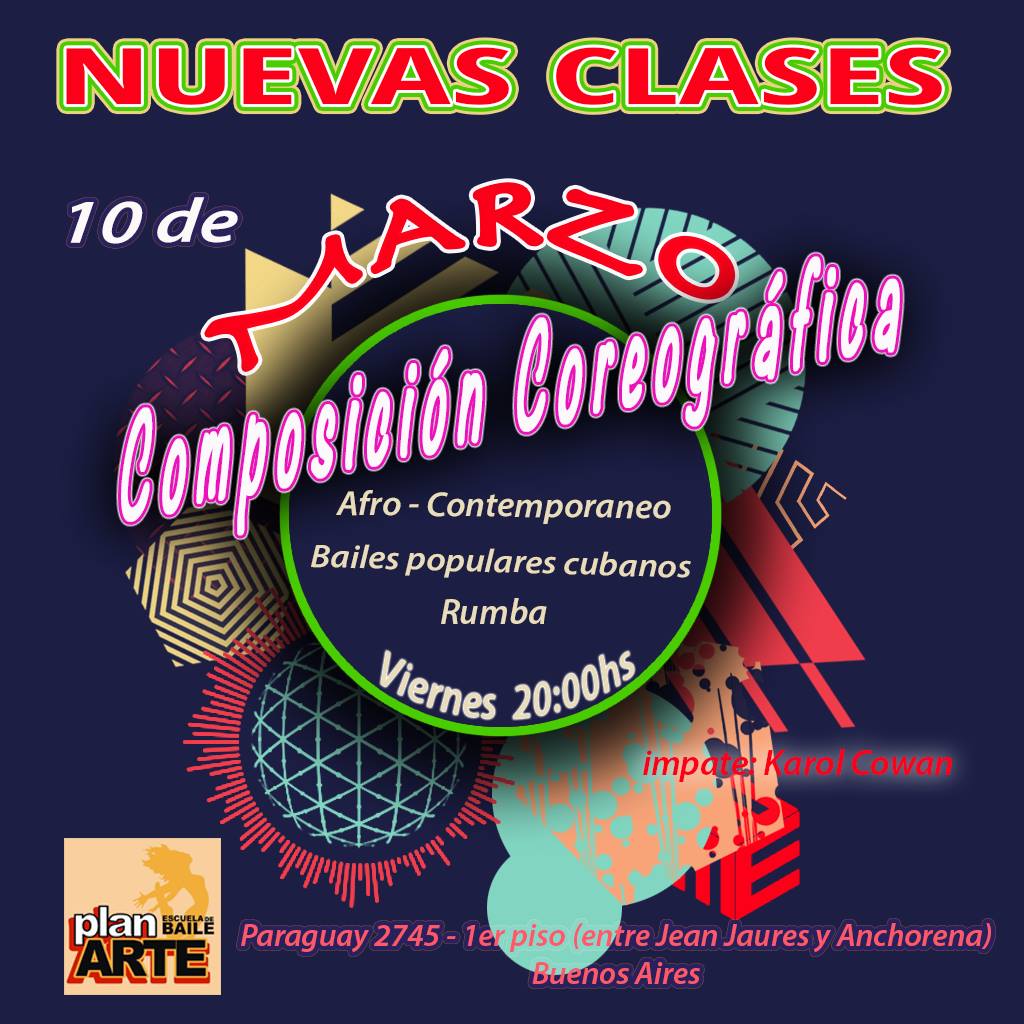 NUEVAS CLASES
10 de MARZO
Composición Coreográfica
Afro - Contemporaneo
Bailes populares cubanos
Rumba
Viernes 20:00hs
impate: Karol Cowan
plan ARTE
ESCUELA DE BAILE
Paraguay 2745 - 1er piso (entre Jean Jaures y Anchorena)
Buenos Aires